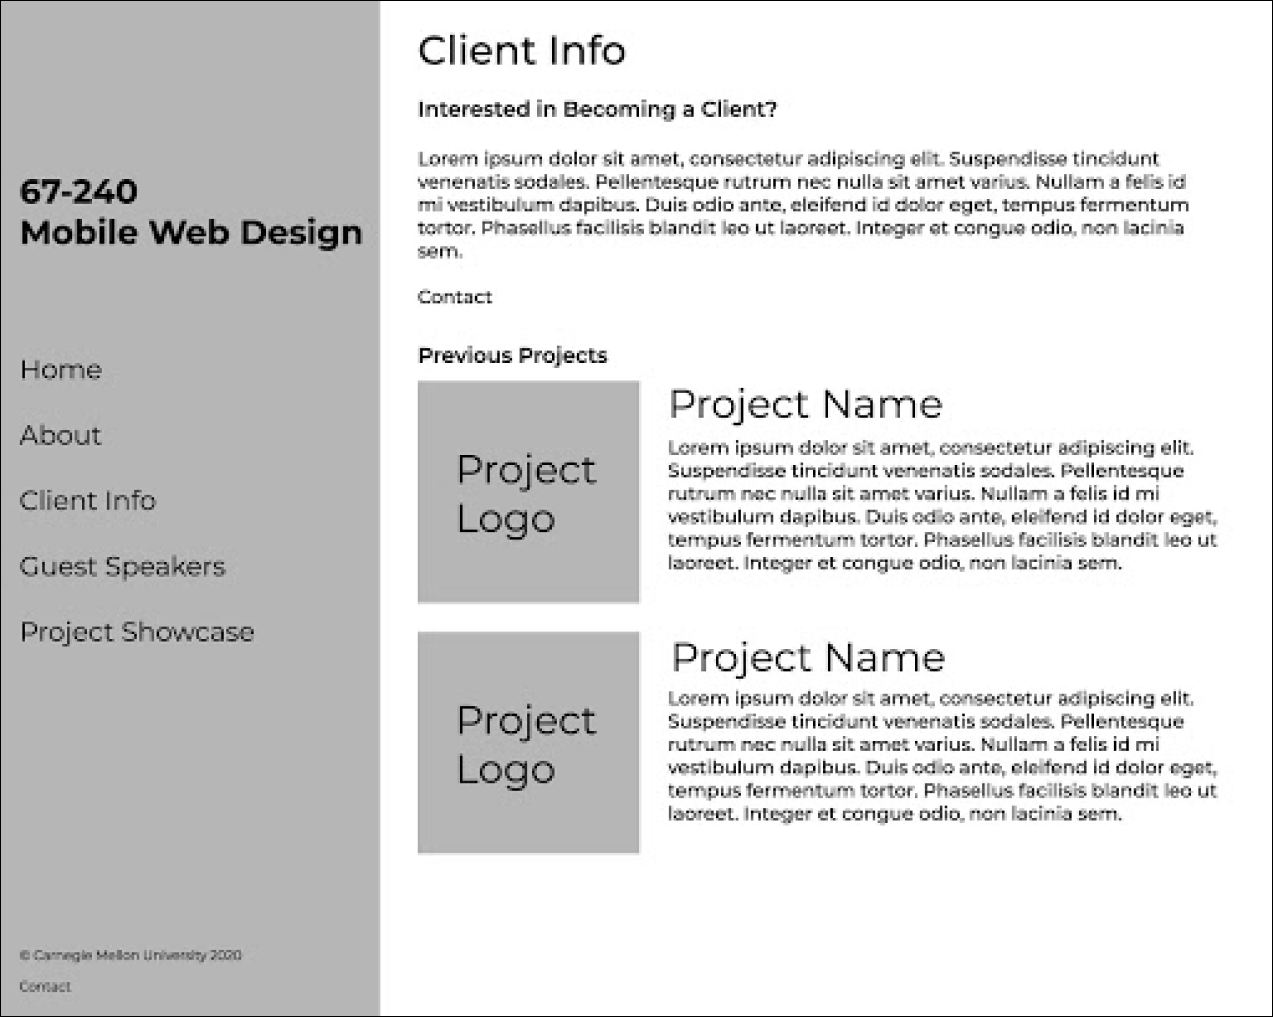 67-240
Mobile Web Design
Home
About
Client Info
Guest Speakers
Project Showcase
© Carnegie Mellon University 2020
Contact
Client Info
Interested in Becoming a Client?
Lorem ipsum dolor sit amet, consectetur adipiscing elit. Suspendisse tincidunt
venenatis sodales. Pellentesque rutrum nec nulla sit amet varius. Nullam a felis id
mi vestibulum dapibus. Duis odio ante, eleifend id dolor eget, tempus fermentum
tortor. Phasellus facilisis blandit leo ut laoreet. Integer et congue odio, non lacinia
sem.
Contact
Previous Projects
Project
Logo
Project Name
Lorem ipsum dolor sit amet, consectetur adipiscing elit.
Suspendisse tincidunt venenatis sodales. Pellentesque
rutrum nec nulla sit amet varius. Nullam a felis id mi
vestibulum dapibus. Duis odio ante, eleifend id dolor eget,
tempus fermentum tortor. Phasellus facilisis blandit leo ut
laoreet. Integer et congue odio, non lacinia sem.
Project
Logo
Project Name
Lorem ipsum dolor sit amet, consectetur adipiscing elit.
Suspendisse tincidunt venenatis sodales. Pellentesque
rutrum nec nulla sit amet varius. Nullam a felis id mi
vestibulum dapibus. Duis odio ante, eleifend id dolor eget,
tempus fermentum tortor. Phasellus facilisis blandit leo ut
laoreet. Integer et congue odio, non lacinia sem.